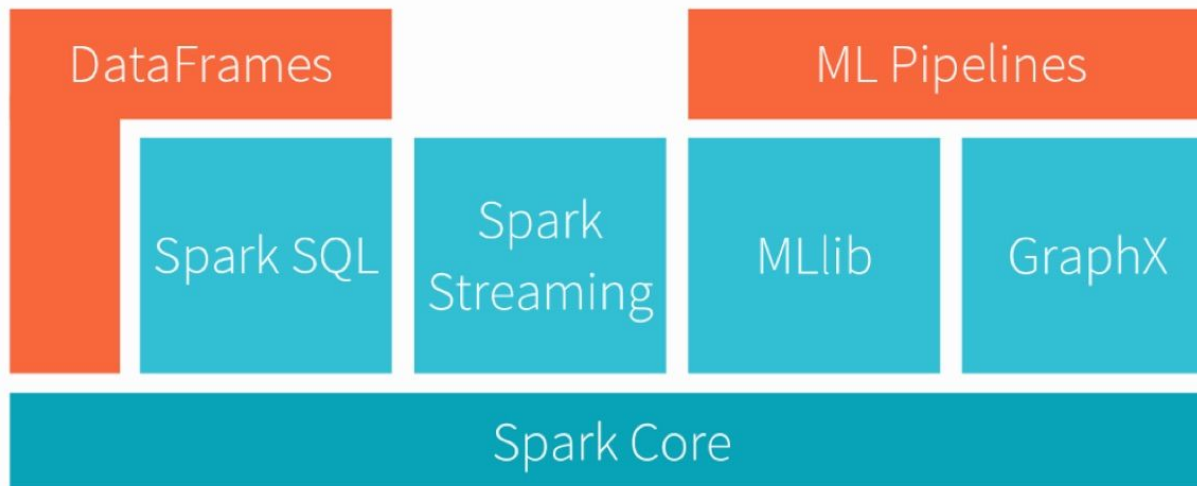 DataFrames
ML Pipelines
Spark SQL
Spark
Streaming
MLlib
GraphX
Spark Core